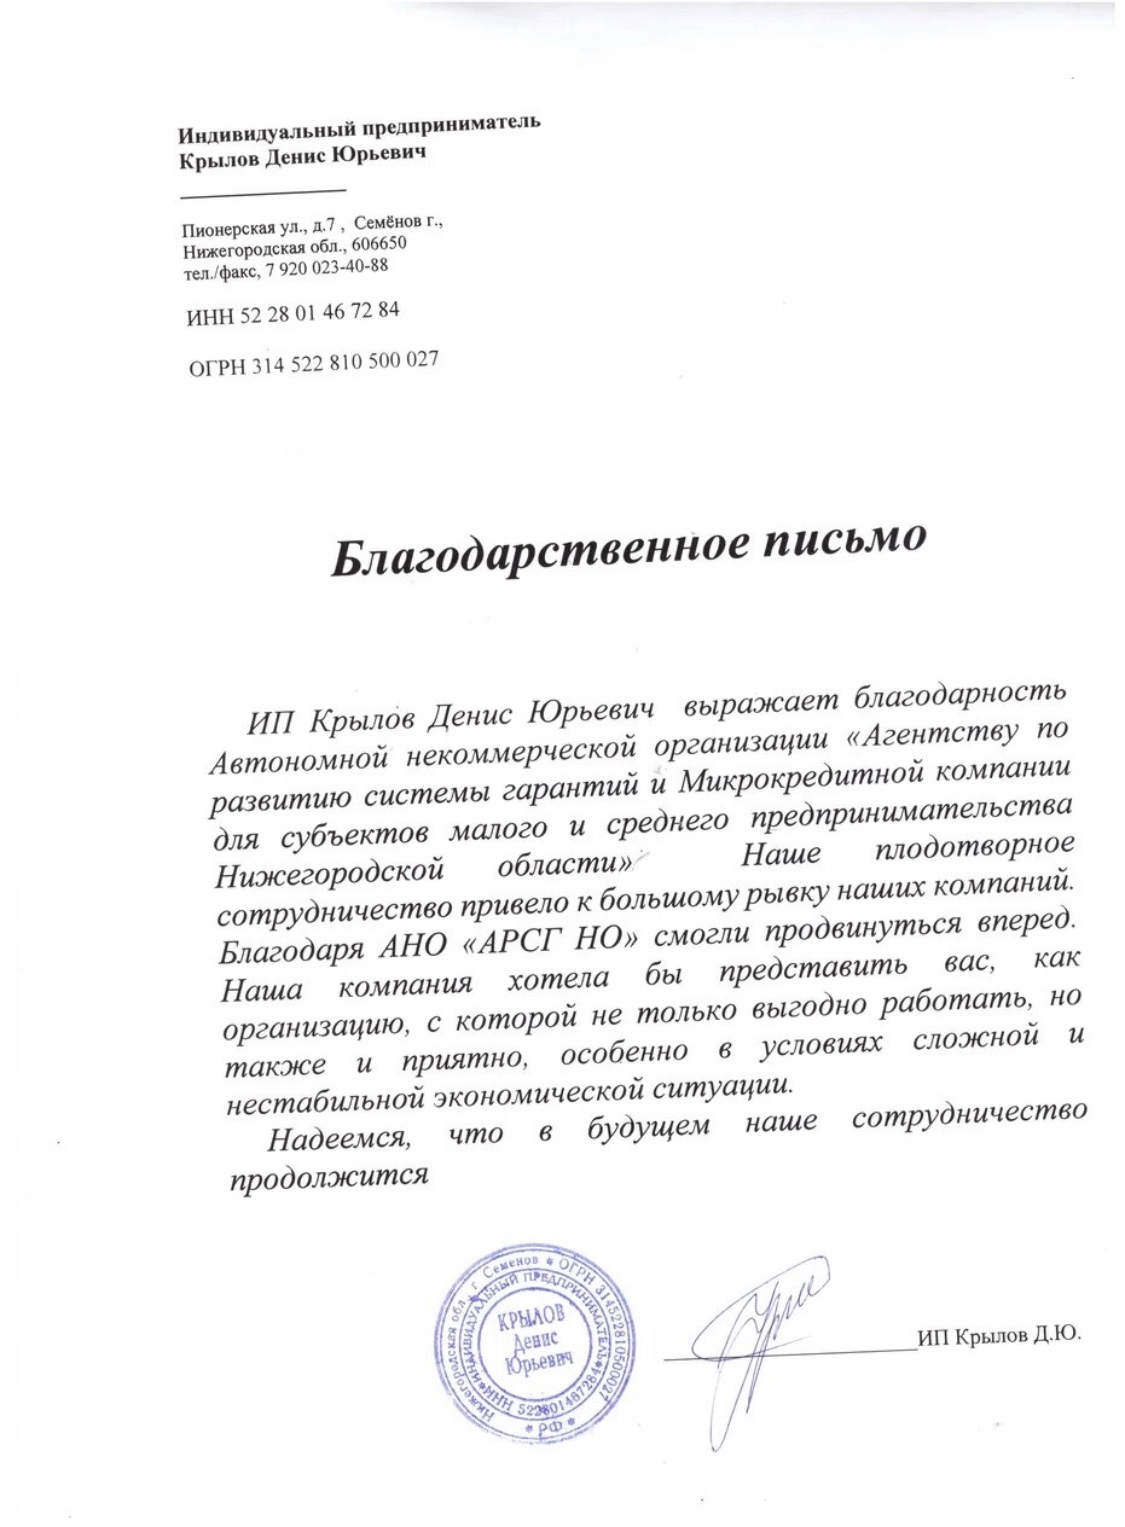 Индивидуальный предприниматель
Крылов Денис Юрьевич
Пионерская ул., д.7 , Семёнов г.,
Нижегородская обл., 606650
тел./факс, 7 920 023-40-88
ИНН 52 28 01 46 72 84
ОГРН 314 522 810 500 027
Благодарственное письмо
ИП Крылов Денис Юрьевич выражает благодарность
Автономной некоммерческой организации «Агентству по
развитию системы гарантий и Микрокредитной компании
для субъектов малого и среднего предпринимательства
Нижегородской области» Наше плодотворное
сотрудничество привело к большому рывку наших компаний.
Благодаря АНО «АРСГ НО» смогли продвинуться вперед.
Наша компания хотела бы представить вас, как
организацию, с которой не только выгодно работать, но
также и приятно, особенно в условиях сложной и
нестабильной экономической ситуации.
Надеемся, что в будущем наше сотрудничество
продолжится
Нижегородская обл. г. Семенов * ОГРН 314522810500027
* РФ *
ИНДИВИДУАЛЬНЫЙ ПРЕДПРИНИМАТЕЛЬ
ИНН 522801467284
КРЫЛОВ
Денис
Юрьевич
ИП Крылов Д.Ю.